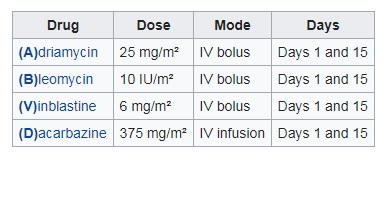 Drug Dose Mode Days
(A)driamycin 25 mg/m² IV bolus Days 1 and 15
(B)leomycin 10 IU/m² IV bolus Days 1 and 15
(V)inblastine 6 mg/m² IV bolus Days 1 and 15
(D)acarbazine 375 mg/m² IV infusion Days 1 and 15